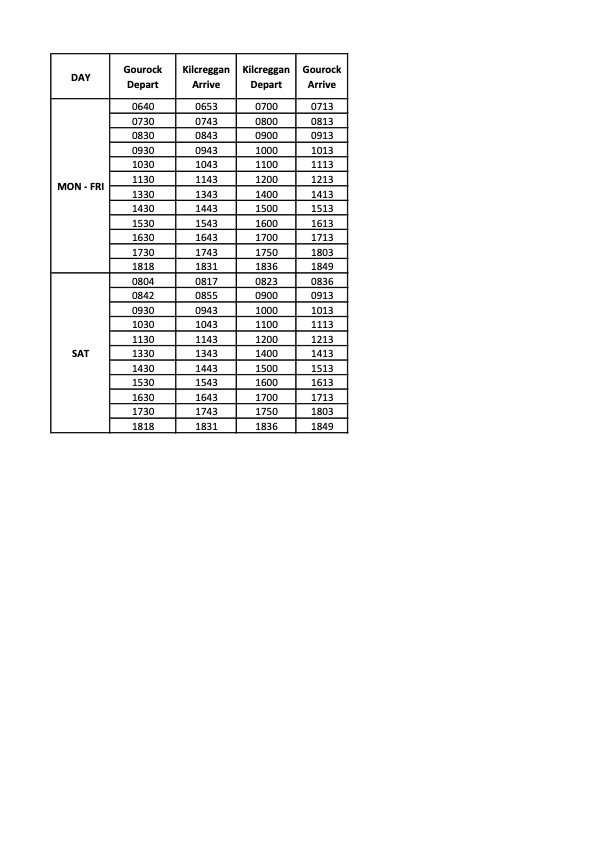 DAY Gourock Depart Kilcreggan Arrive Kilcreggan Depart Gourock Arrive
MON - FRI
0640 0653 0700 0713
0730 0743 0800 0813
0830 0843 0900 0913
0930 0943 1000 1013
1030 1043 1100 1113
1130 1143 1200 1213
1330 1343 1400 1413
1430 1443 1500 1513
1530 1543 1600 1613
1630 1643 1700 1713
1730 1743 1750 1803
1818 1831 1836 1849
SAT
0804 0817 0823 0836
0842 0855 0900 0913
0930 0943 1000 1013
1030 1043 1100 1113
1130 1143 1200 1213
1330 1343 1400 1413
1430 1443 1500 1513
1530 1543 1600 1613
1630 1643 1700 1713
1730 1743 1750 1803
1818 1831 1836 1849